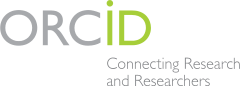 ORCiD
Connecting Research
and Researchers